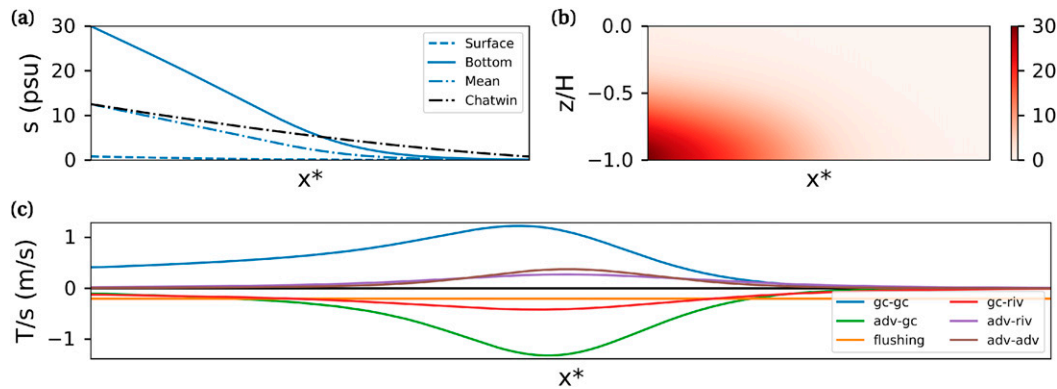 (a)
30
20
10
0
s (psu)
x*
Surface
Bottom
Mean
Chatwin
(b)
0.0
−0.5
−1.0
z/H
x*
30
20
10
0
(c)
1
0
−1
T/s (m/s)
x*
gc-gc
adv-gc
flushing
gc-riv
adv-riv
adv-adv